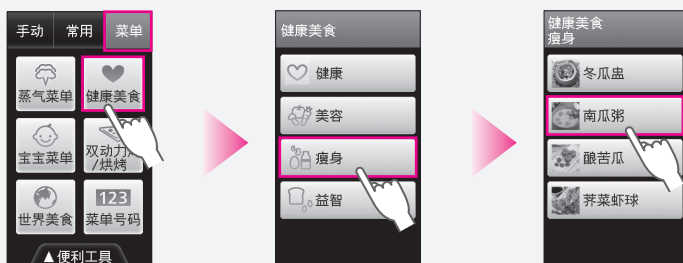 手动 常用 菜单
蒸气菜单 健康美食
宝宝菜单
双动力
/烘烤
世界美食
123
菜单号码
▲便利工具
健康美食
健康
美容
瘦身
益智
健康美食
瘦身
冬瓜盅
南瓜粥
酿苦瓜
荠菜虾球